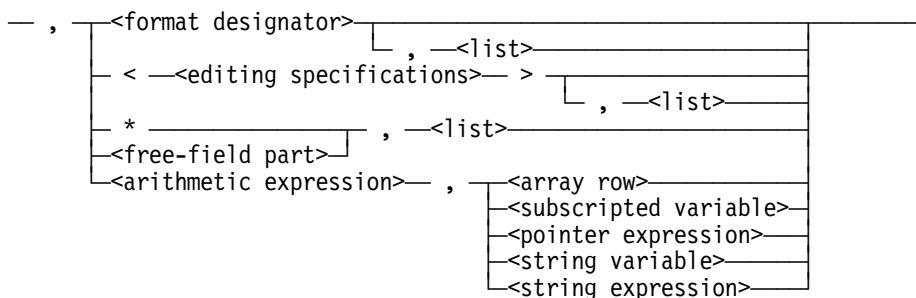 , <format designator>
, <list>
< <editing specifications> >
, <list>
* , <list>
<free-field part>
<arithmetic expression> , <array row>
<subscripted variable>
<pointer expression>
<string variable>
<string expression>